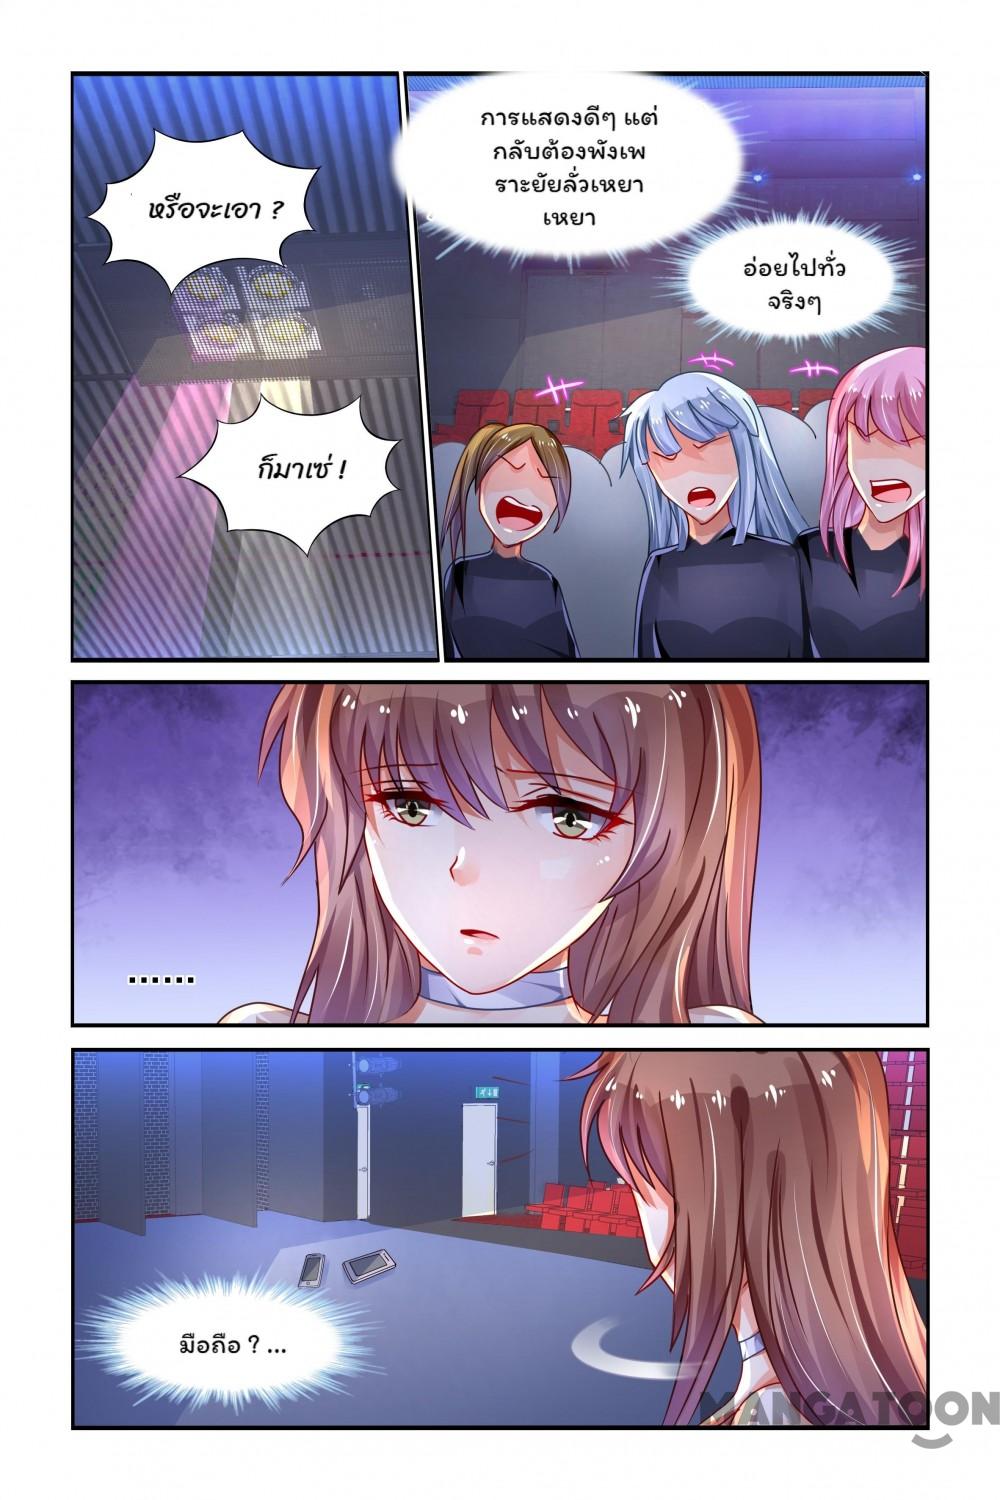 หรือจะเอา ?
ก็มาเซ่ !
การแสดงดีๆ แต่
กลับต้องพังเพ
ราะยัยลั่วเหยา
เหยา
อ่อยไปทั่ว
จริงๆ
......
มือถือ ? ...
MANGATOON